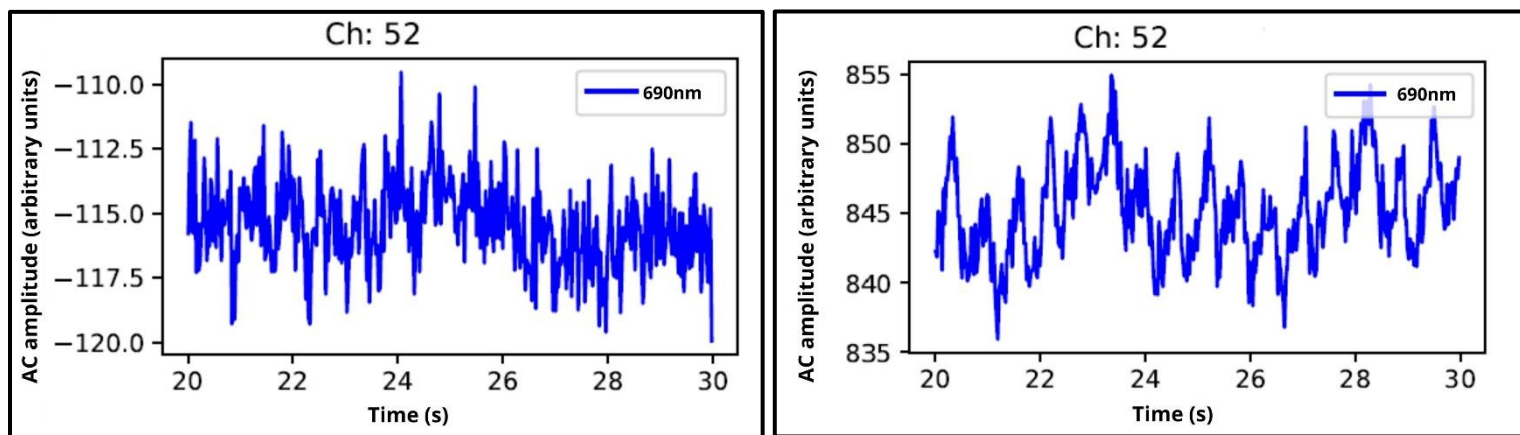 Ch: 52
AC amplitude (arbitrary units)
−110.0
−112.5
−115.0
−117.5
−120.0
690nm
20 22 24 26 28 30
Time (s)
Ch: 52
AC amplitude (arbitrary units)
855
850
845
840
835
690nm
20 22 24 26 28 30
Time (s)